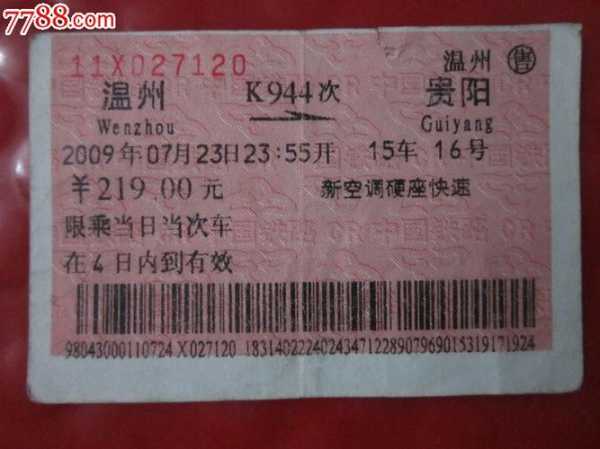 7788.com
11X027120
温州 售
温州 K944次 贵阳
Wenzhou Guiyang
2009年07月23日23:55开 15车 16号
￥219.00元 新空调硬座快速
限乘当日当次车
在4日内到有效
98043000110724 X027120 183140222402434712289079690153191719​24